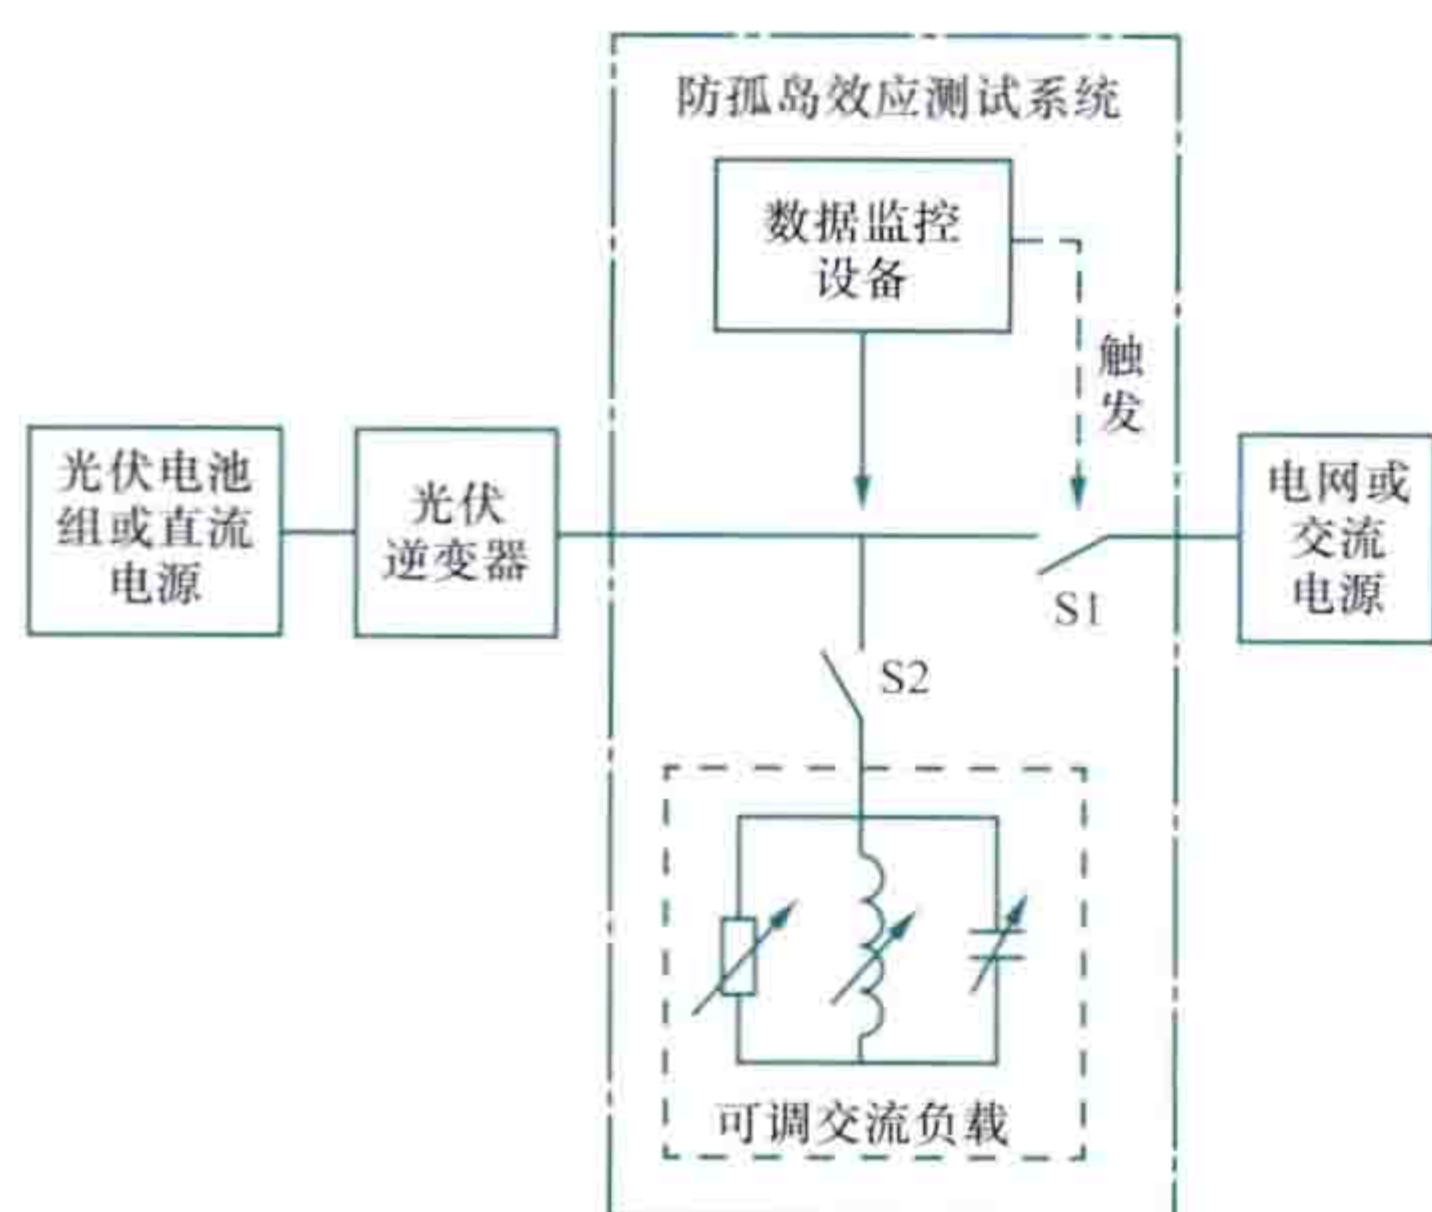 防孤岛效应测试系统
数据监控
设备
触
发
光伏电池
组或直流
电源
光伏
逆变器
电网或
交流
电源
S1
S2
可调交流负载